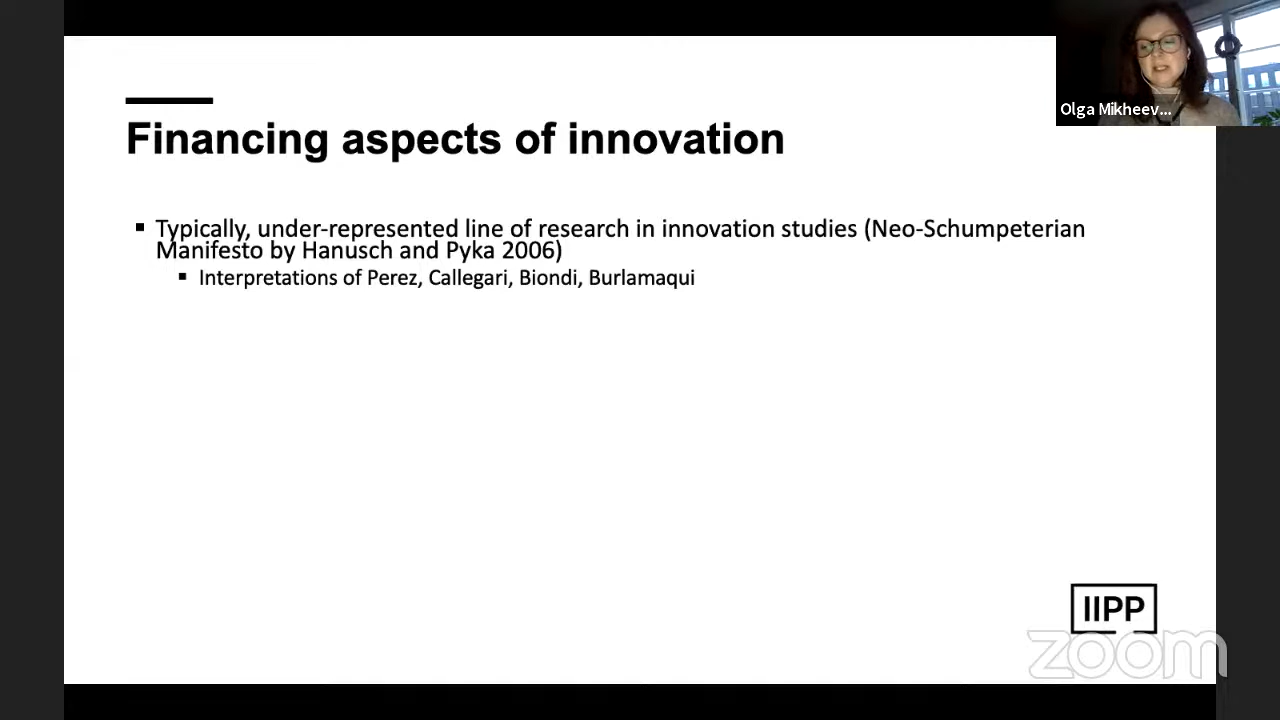 Olga Mikheev...
Financing aspects of innovation
▪ Typically, under-represented line of research in innovation studies (Neo-Schumpeterian
Manifesto by Hanusch and Pyka 2006)
▪ Interpretations of Perez, Callegari, Biondi, Burlamaqui
IIPP
zoom